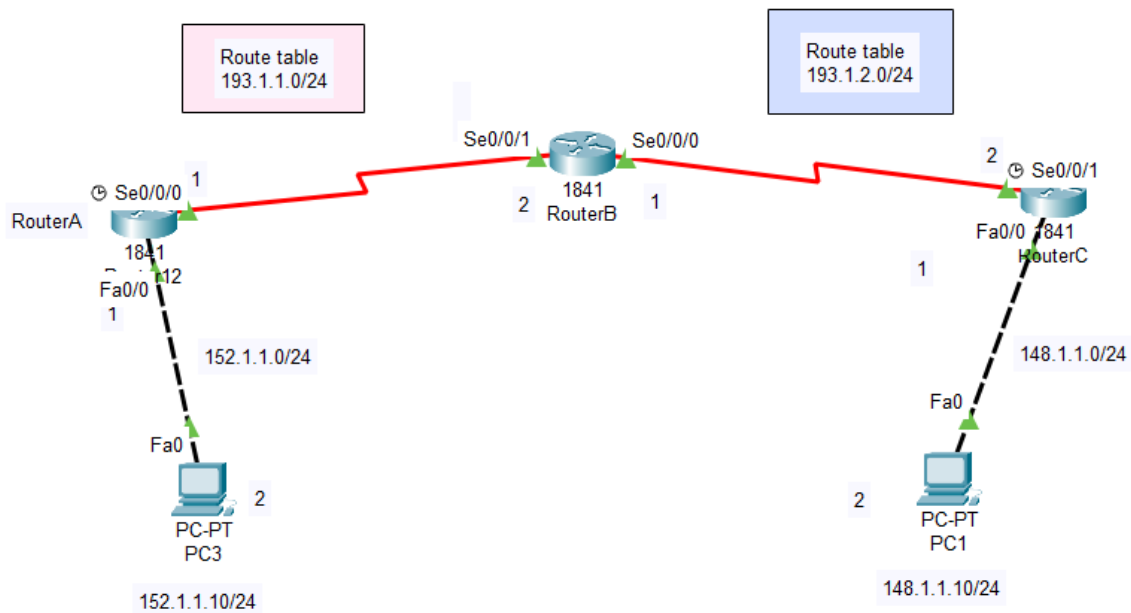 Route table
193.1.1.0/24
Route table
193.1.2.0/24
Se0/0/1
Se0/0/0
1841
RouterB
2
1
Se0/0/0
1
RouterA
1841
12
Fa0/0
1
2
Se0/0/1
Fa0/0
1841
RouterC
1
152.1.1.0/24
148.1.1.0/24
Fa0
2
PC-PT
PC3
152.1.1.10/24
Fa0
2
PC-PT
PC1
148.1.1.10/24